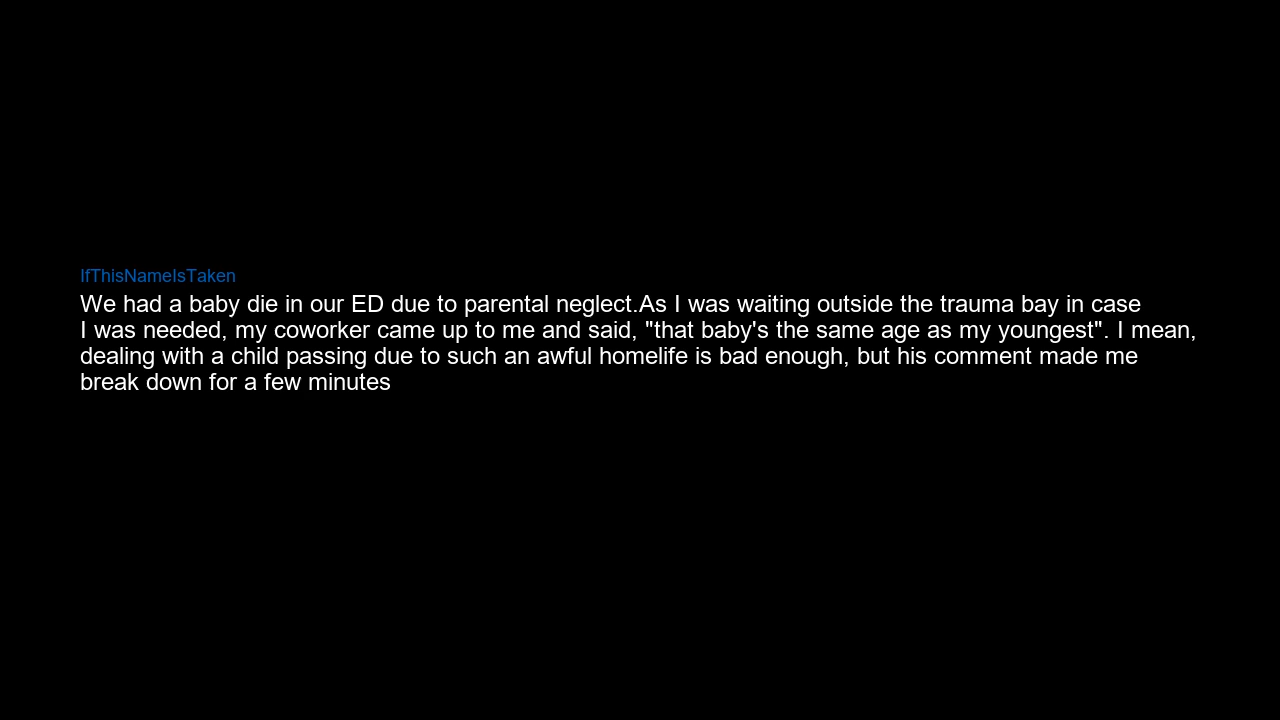 IfThisNameIsTaken
We had a baby die in our ED due to parental neglect.As I was waiting outside the trauma bay in case
I was needed, my coworker came up to me and said, "that baby's the same age as my youngest". I mean,
dealing with a child passing due to such an awful homelife is bad enough, but his comment made me
break down for a few minutes